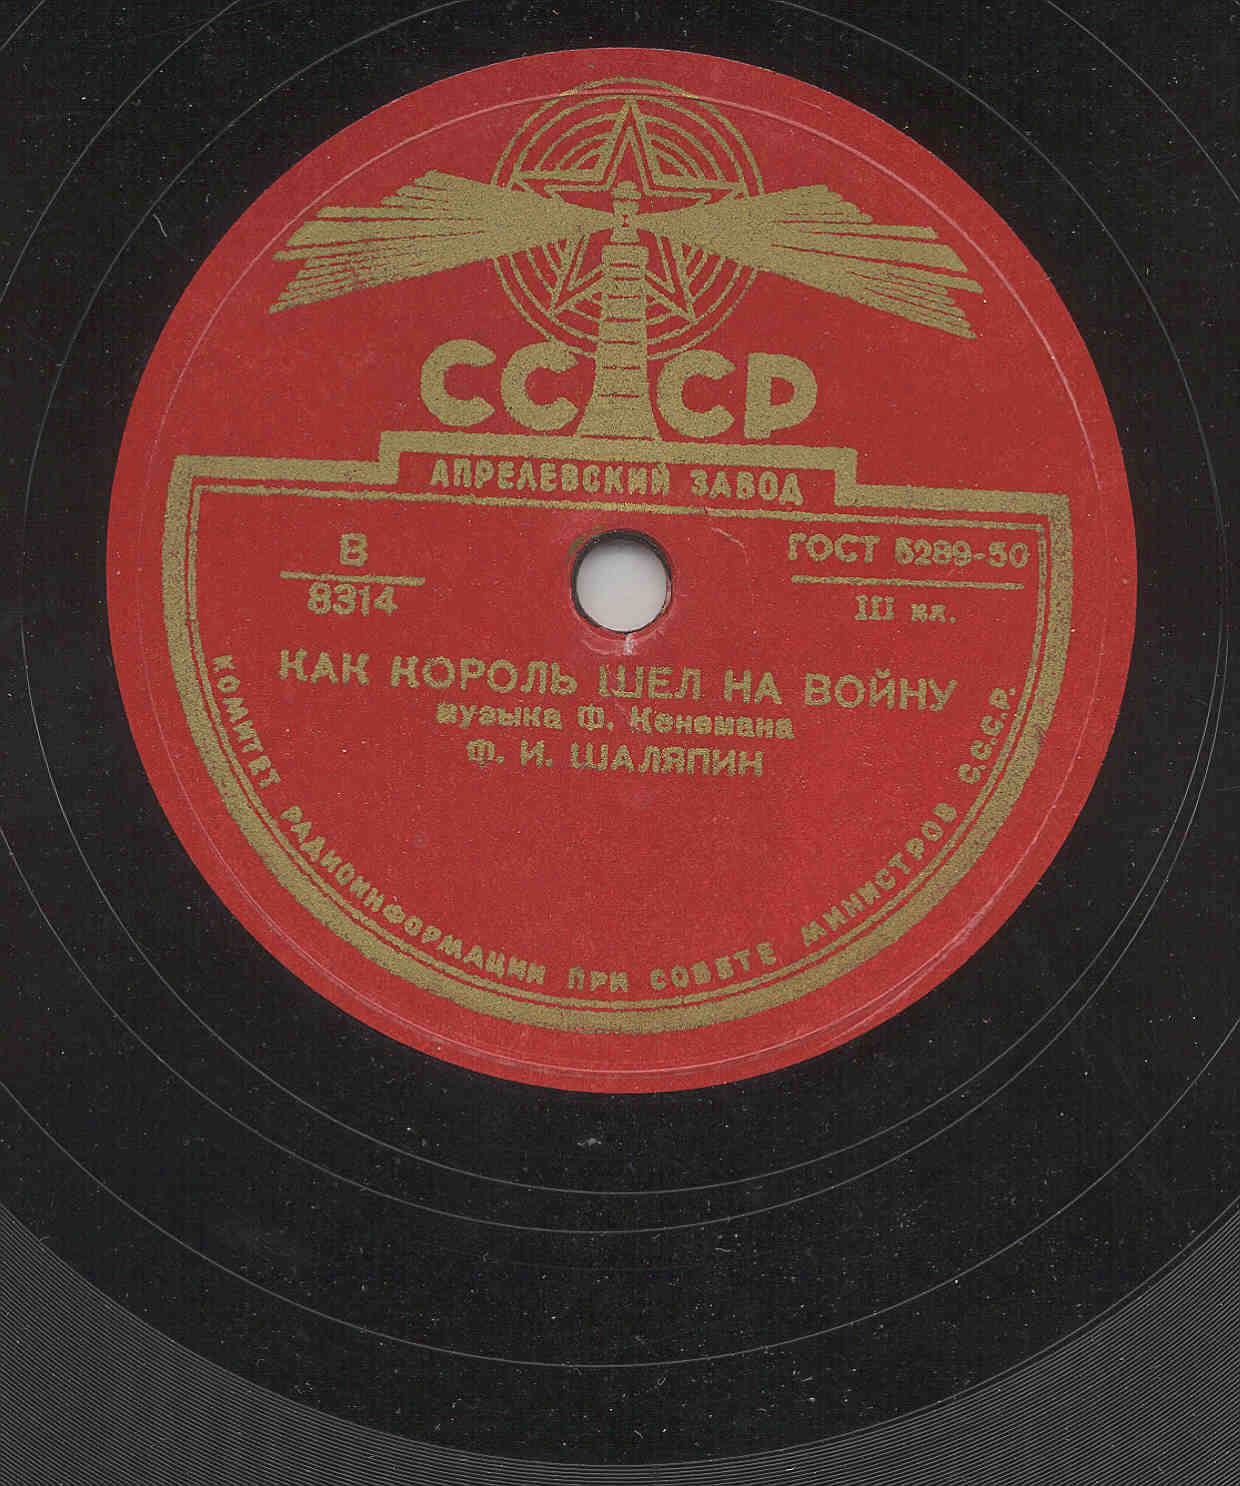 СССР
АПРЕЛЕВСКИЙ ЗАВОД
В
8314
ГОСТ 5289-50
III кл.
КАК КОРОЛЬ ШЕЛ НА ВОЙНУ
музыка Ф. Кенемана
Ф. И. ШАЛЯПИН
КОМИТЕТ РАДИОИНФОРМАЦИИ ПРИ СОВЕТЕ МИНИСТРОВ С.С.С.Р.